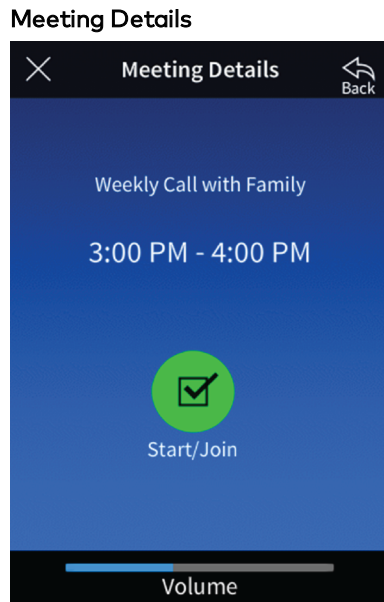 Meeting Details
Meeting Details
Back
Weekly Call with Family
3:00 PM - 4:00 PM
Start/Join
Volume